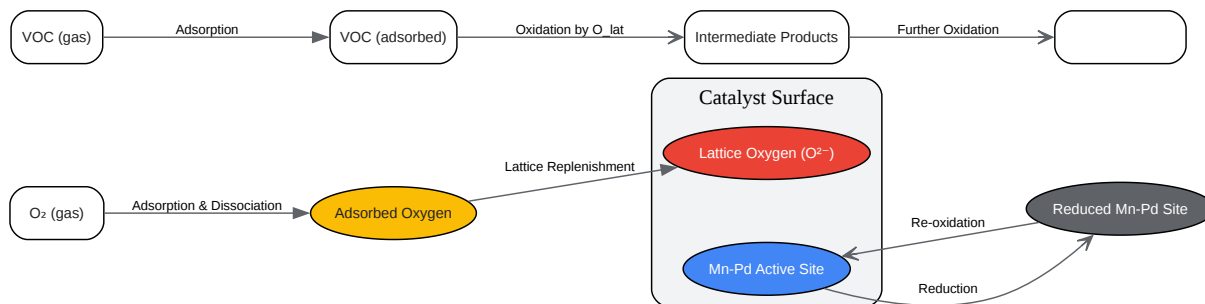 VOC (gas)
Adsorption
VOC (adsorbed)
Oxidation by O_lat
Intermediate Products
Further Oxidation
Catalyst Surface
Lattice Oxygen (O²⁻)
Lattice Replenishment
O₂ (gas)
Adsorption & Dissociation
Adsorbed Oxygen
Reduced Mn-Pd Site
Re-oxidation
Mn-Pd Active Site
Reduction